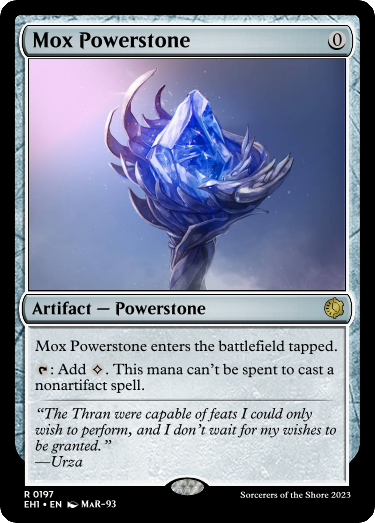 Mox Powerstone 0
Artifact — Powerstone
Mox Powerstone enters the battlefield tapped.
: Add . This mana can't be spent to cast a
nonartifact spell.
“The Thran were capable of feats I could only
wish to perform, and I don't wait for my wishes to
be granted.”
—Urza
R 0197
EH1 • EN MAR-93
Sorcerers of the Shore 2023